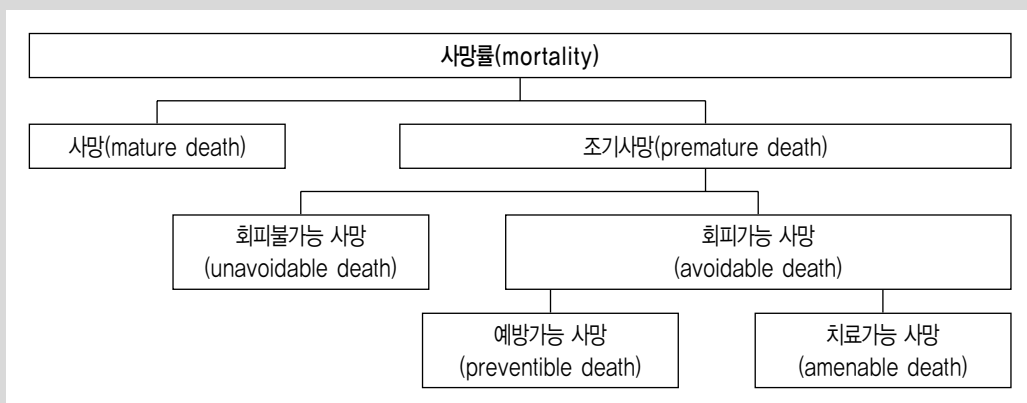 사망률(mortality)
사망(mature death)
조기사망(premature death)
회피불가능 사망
(unavoidable death)
회피가능 사망
(avoidable death)
예방가능 사망
(preventible death)
치료가능 사망
(amenable death)